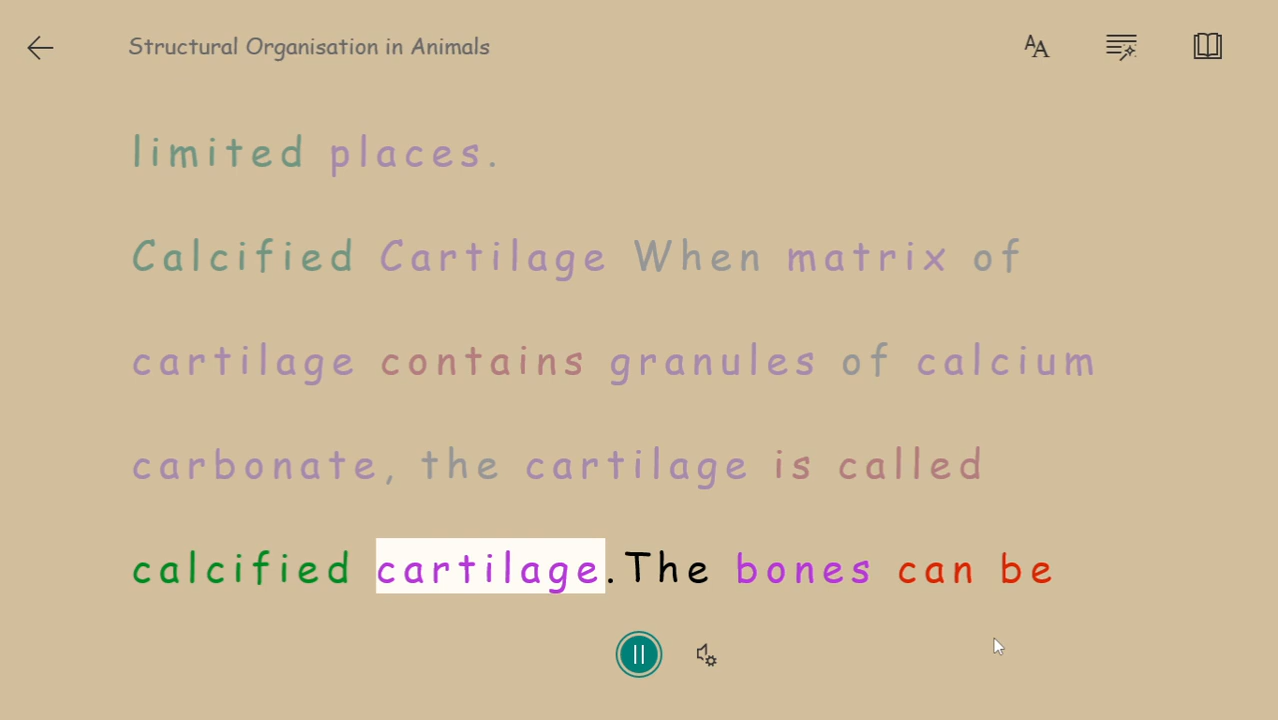 Structural Organisation in Animals
limited places.
Calcified Cartilage When matrix of
cartilage contains granules of calcium
carbonate, the cartilage is called
calcified cartilage.The bones can be